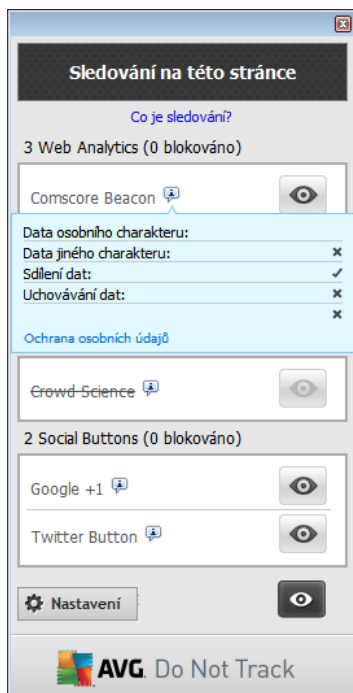 Sledování na této stránce
Co je sledování?
3 Web Analytics (0 blokováno)
Comscore Beacon
Data osobního charakteru:
Data jiného charakteru:
Sdílení dat:
Uchovávání dat:
Ochrana osobních údajů
Crowd Science
2 Social Buttons (0 blokováno)
Google +1
Twitter Button
Nastavení
AVG. Do Not Track